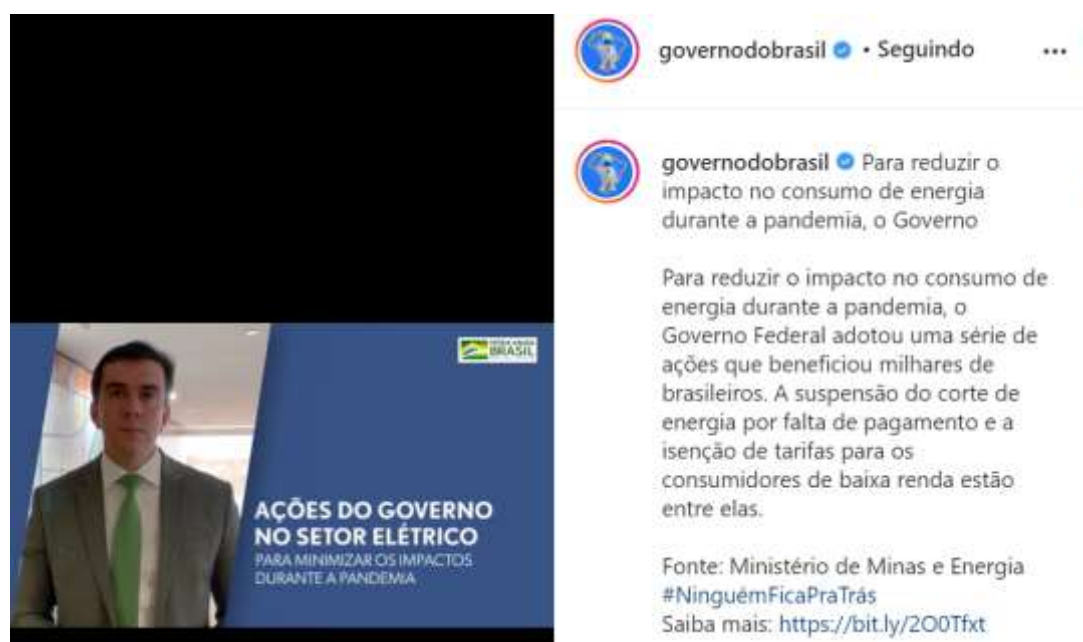 governodobrasil • Seguindo
...
governodobrasil Para reduzir o
impacto no consumo de energia
durante a pandemia, o Governo
Para reduzir o impacto no consumo de
energia durante a pandemia, o
Governo Federal adotou uma série de
ações que beneficiou milhares de
brasileiros. A suspensão do corte de
energia por falta de pagamento e a
isenção de tarifas para os
consumidores de baixa renda estão
entre elas.
Fonte: Ministério de Minas e Energia
#NinguémFicaPraTrás
Saiba mais: https://bit.ly/2O0Tfxt
BRASIL
AÇÕES DO GOVERNO
NO SETOR ELÉTRICO
PARA MINIMIZAR OS IMPACTOS
DURANTE A PANDEMIA